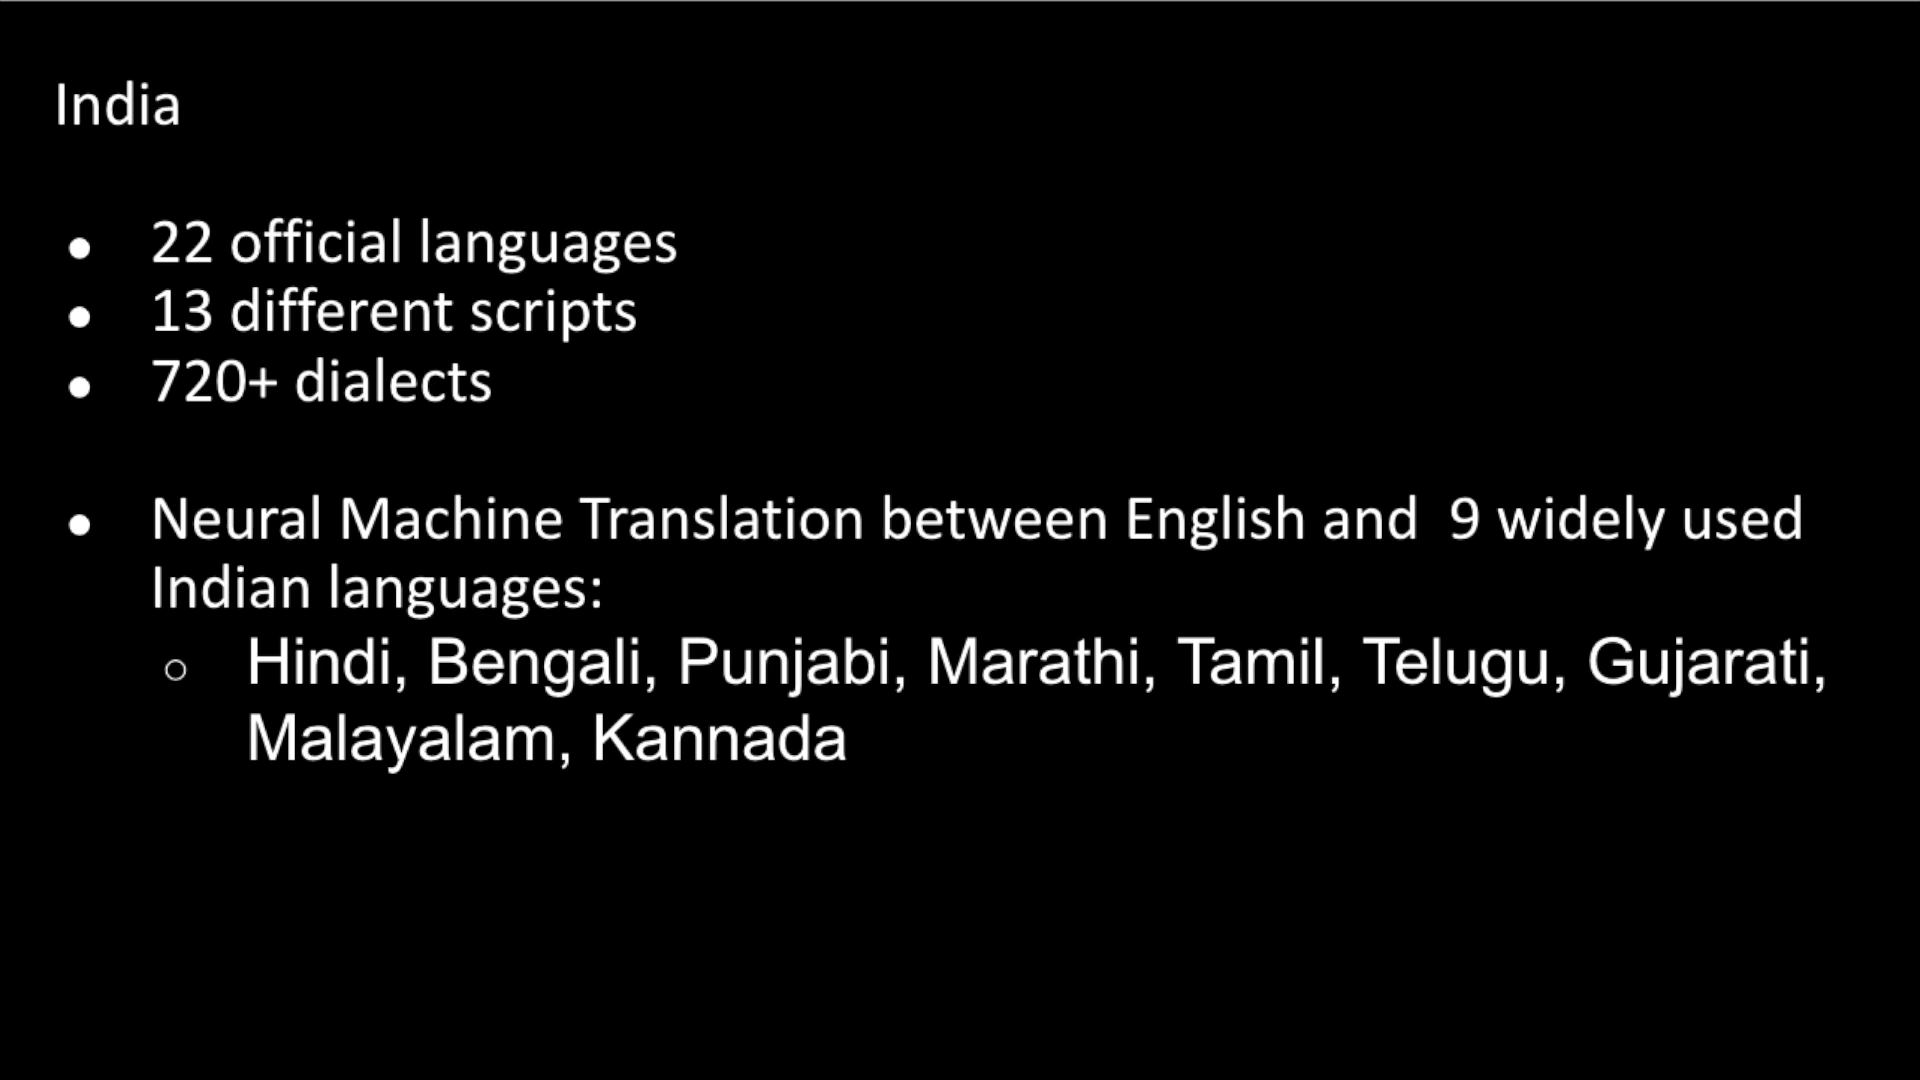 India
● 22 official languages
● 13 different scripts
● 720+ dialects
● Neural Machine Translation between English and  9 widely used
Indian languages:
○ Hindi, Bengali, Punjabi, Marathi, Tamil, Telugu, Gujarati,
Malayalam, Kannada